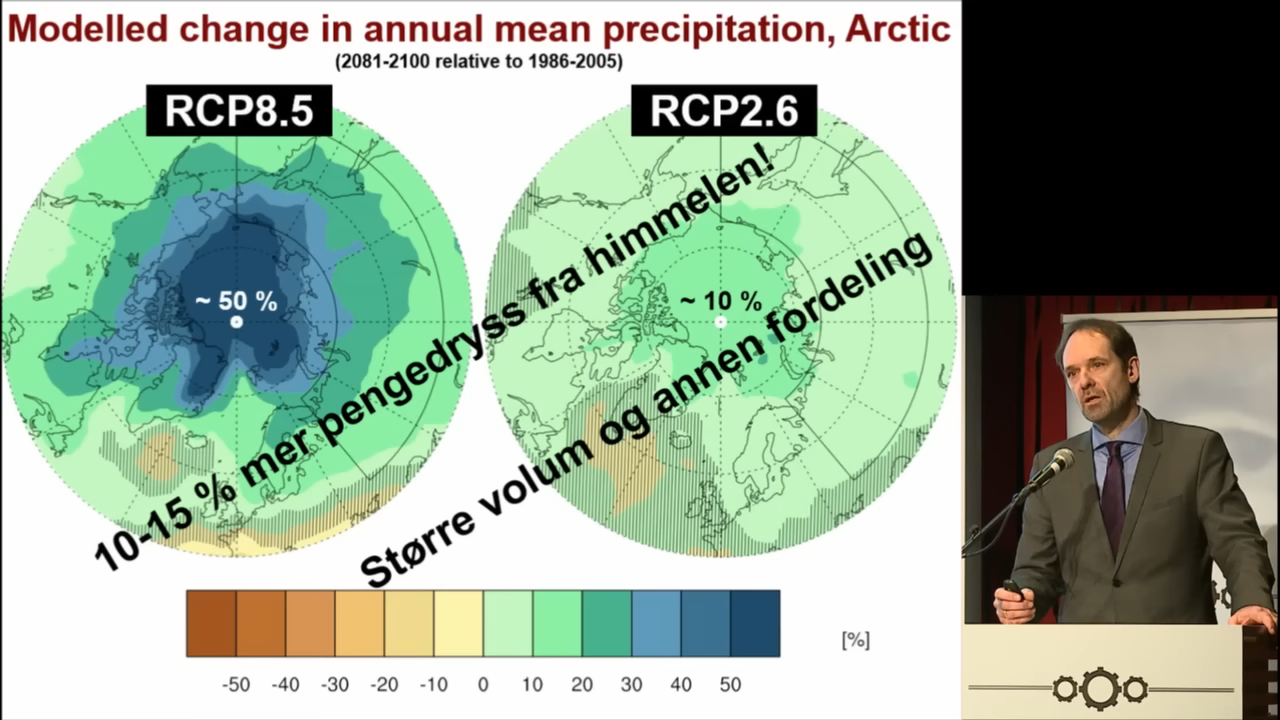 Modelled change in annual mean precipitation, Arctic
(2081-2100 relative to 1986-2005)
RCP8.5
RCP2.6
~ 50 %
~ 10 %
10-15 % mer pengedryss fra himmelen!
Større volum og annen fordeling
[%]
-50 -40 -30 -20 -10 0 10 20 30 40 50